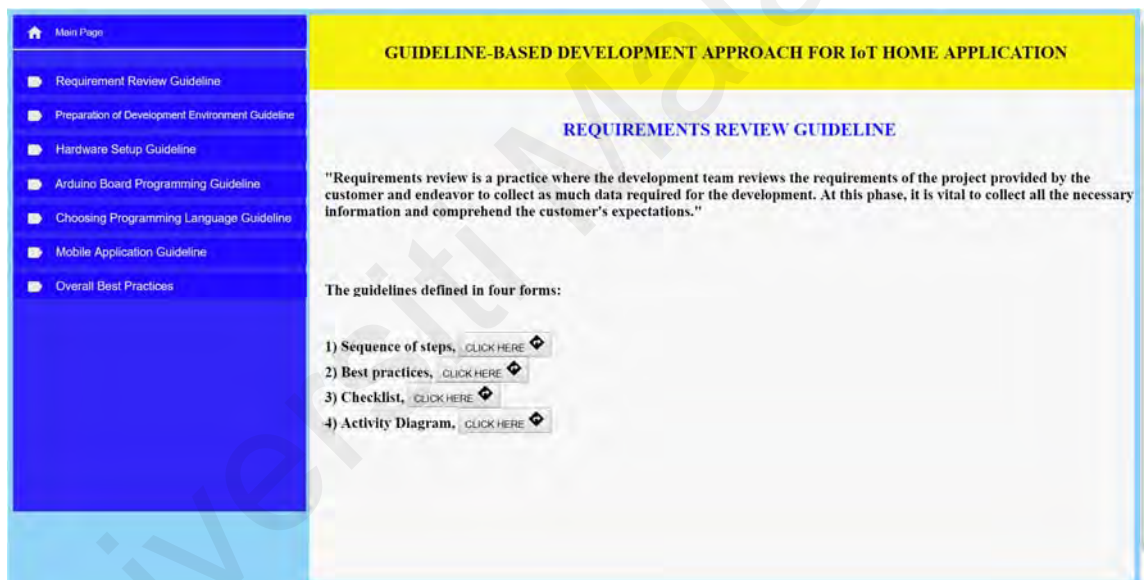 Main Page
Requirement Review Guideline
Preparation of Development Environment Guideline
Hardware Setup Guideline
Arduino Board Programming Guideline
Choosing Programming Language Guideline
Mobile Application Guideline
Overall Best Practices
GUIDELINE-BASED DEVELOPMENT APPROACH FOR IoT HOME APPLICATION
REQUIREMENTS REVIEW GUIDELINE
"Requirements review is a practice where the development team reviews the requirements of the project provided by the
customer and endeavor to collect as much data required for the development. At this phase, it is vital to collect all the necessary
information and comprehend the customer's expectations."
The guidelines defined in four forms:
1) Sequence of steps, CLICK HERE
2) Best practices, CLICK HERE
3) Checklist, CLICK HERE
4) Activity Diagram, CLICK HERE